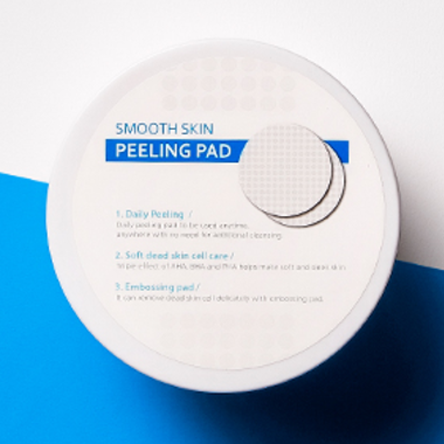 SMOOTH SKIN
PEELING PAD
1. Daily Peeling /
Daily peeling pad to be used anytime,
anywhere with no need for additional cleansing
2. Soft dead skin cell care /
effect of AHA, BHA and PHA helps make soft and skin
3. Embossing pad /
It can remove dead skin cell delicately with embossing pad.